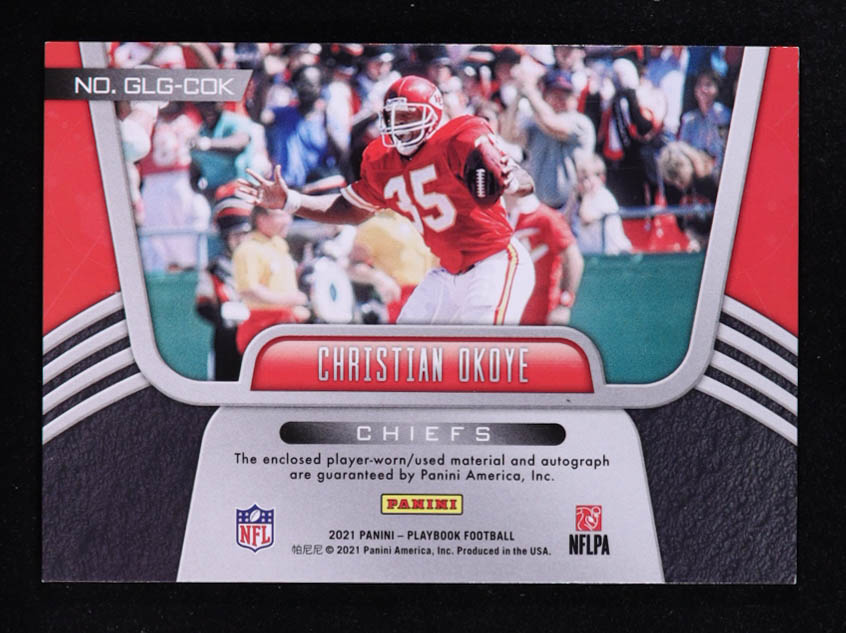 NO. GLG-COK
35
CHRISTIAN OKOYE
CHIEFS
The enclosed player-worn/used material and autograph
are guaranteed by Panini America, Inc.
PANINI
NFL
2021 PANINI – PLAYBOOK FOOTBALL
帕尼尼 © 2021 Panini America, Inc. Produced in the USA.
NFLPA